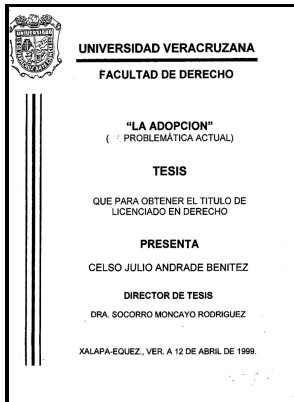 UNIVERSIDAD VERACRUZANA
FACULTAD DE DERECHO
"LA ADOPCION"
( PROBLEMÁTICA ACTUAL)
TESIS
QUE PARA OBTENER EL TITULO DE
LICENCIADO EN DERECHO
PRESENTA
CELSO JULIO ANDRADE BENITEZ
DIRECTOR DE TESIS
DRA. SOCORRO MONCAYO RODRIGUEZ
XALAPA-EQUEZ., VER. A 12 DE ABRIL DE 1999.